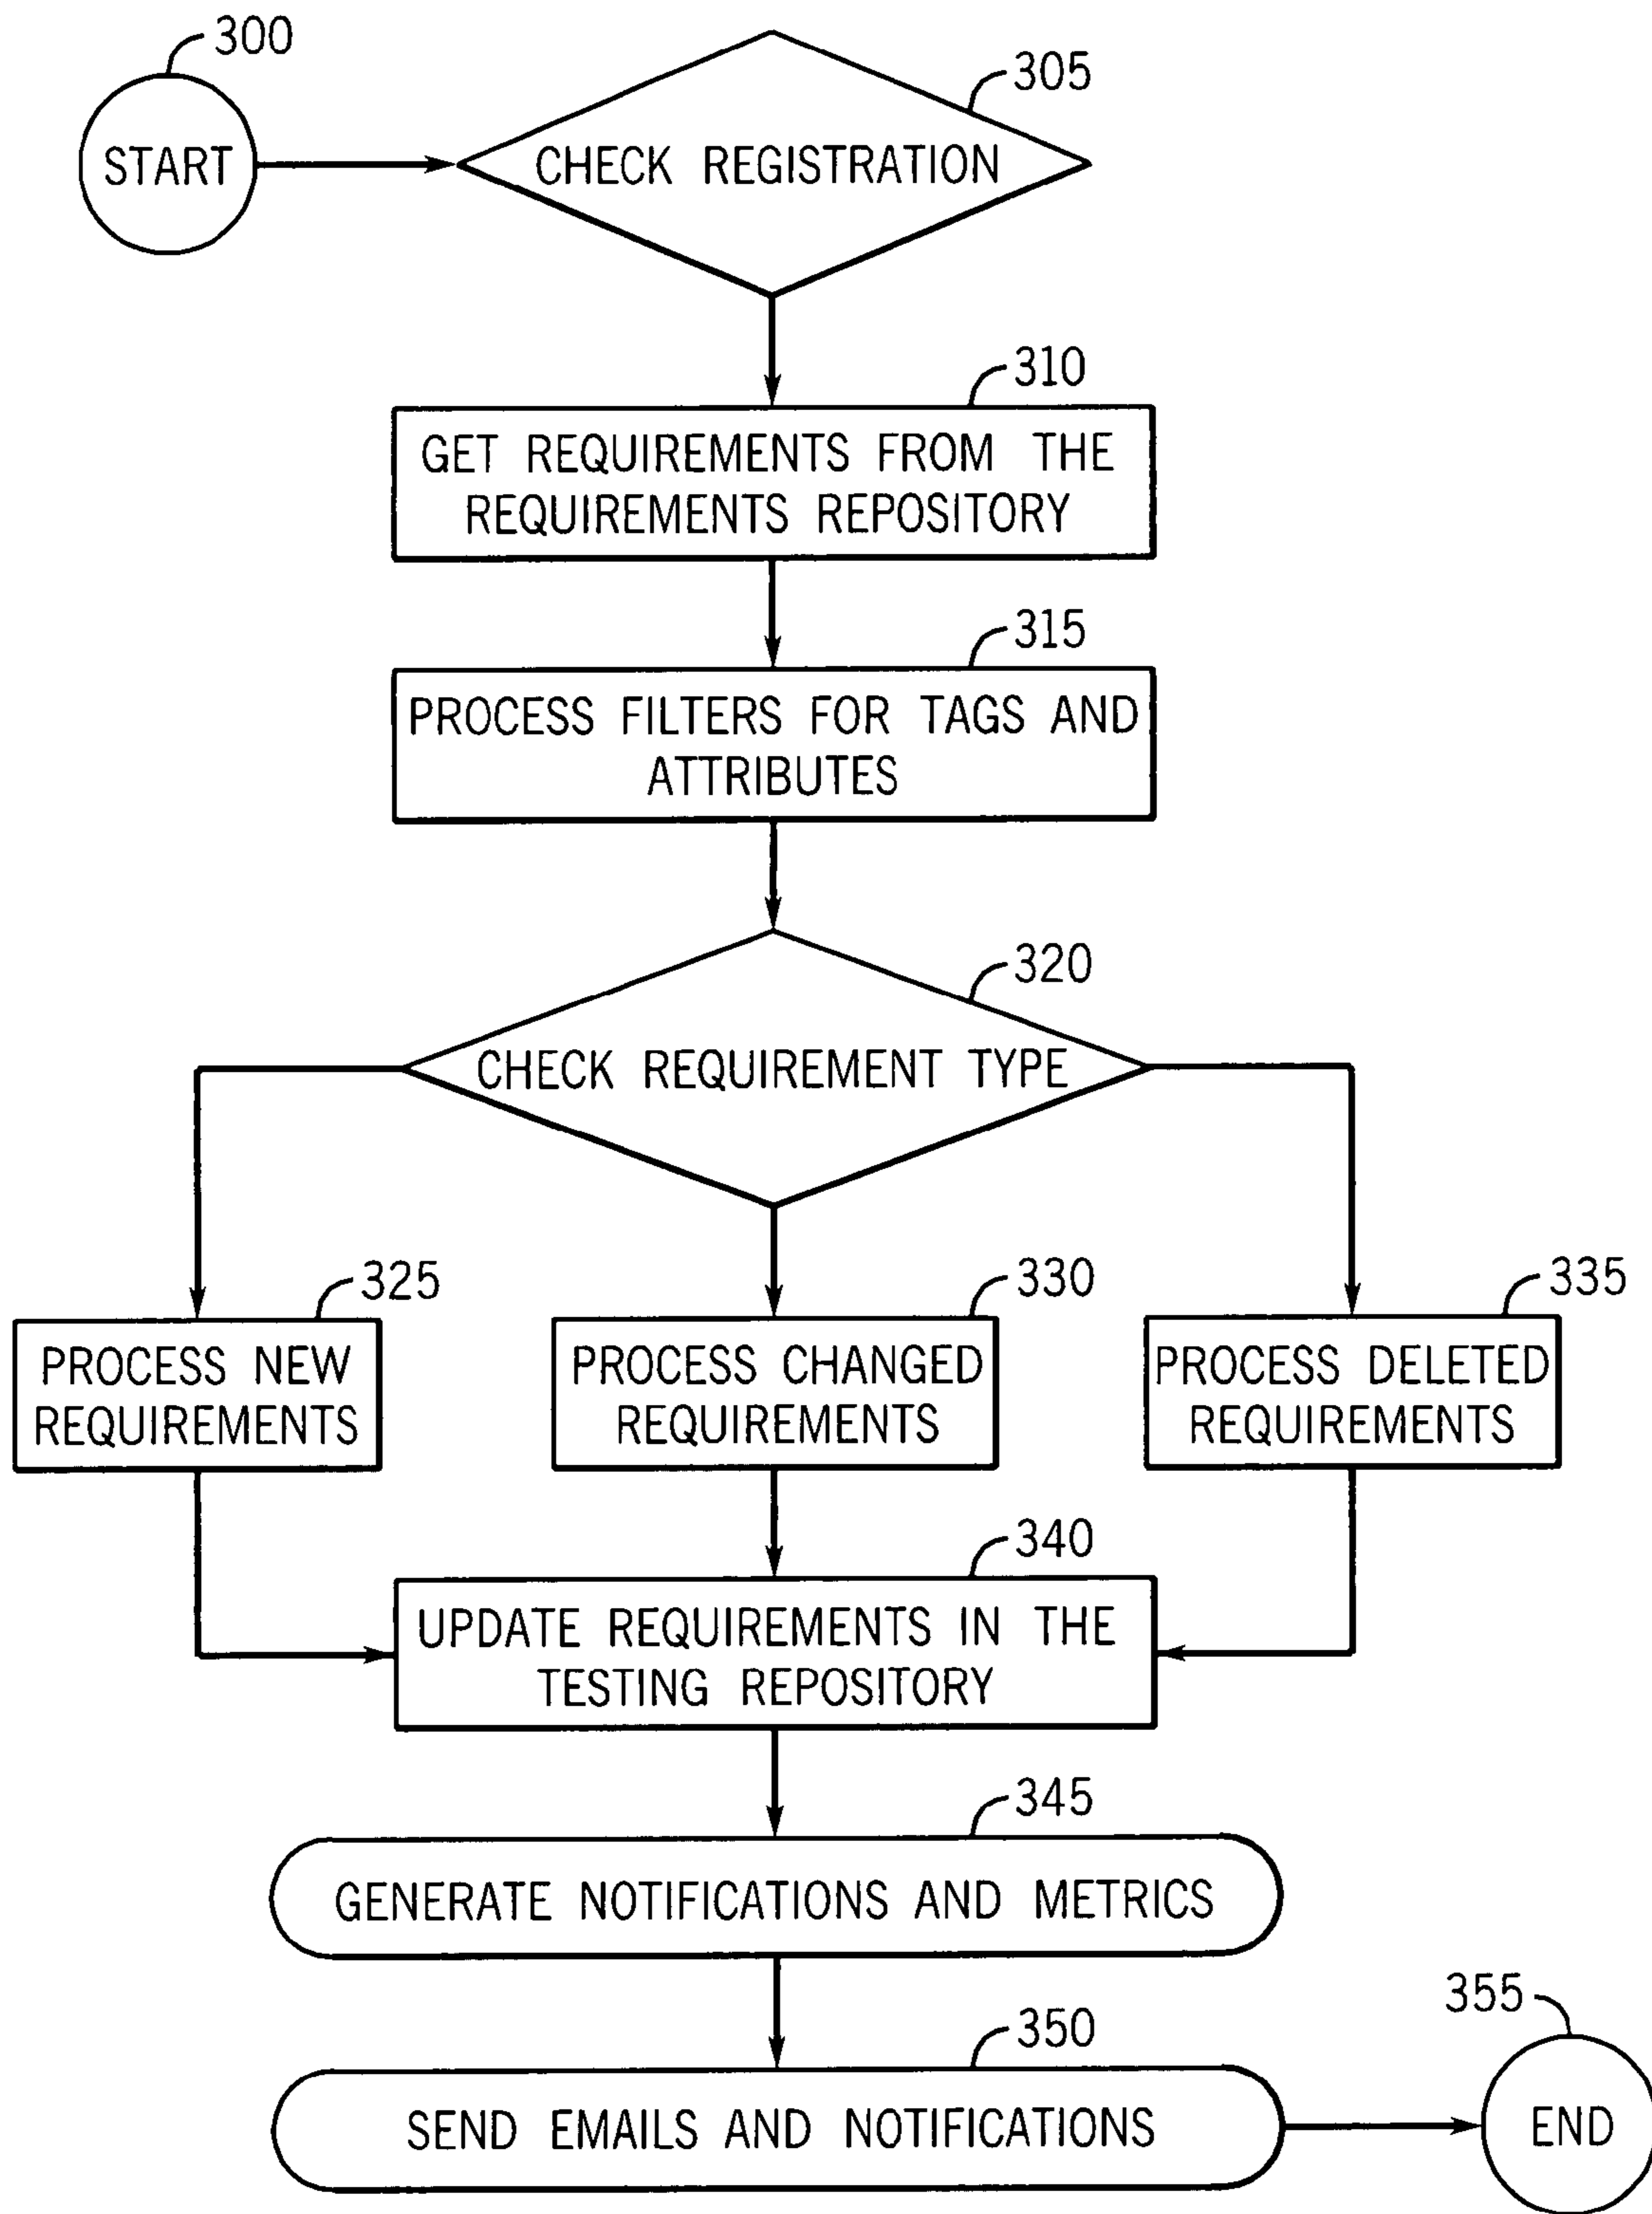 300
START
305
CHECK REGISTRATION
310
GET REQUIREMENTS FROM THE
REQUIREMENTS REPOSITORY
315
PROCESS FILTERS FOR TAGS AND
ATTRIBUTES
320
CHECK REQUIREMENT TYPE
325
PROCESS NEW
REQUIREMENTS
330
PROCESS CHANGED
REQUIREMENTS
335
PROCESS DELETED
REQUIREMENTS
340
UPDATE REQUIREMENTS IN THE
TESTING REPOSITORY
345
GENERATE NOTIFICATIONS AND METRICS
350
SEND EMAILS AND NOTIFICATIONS
355
END